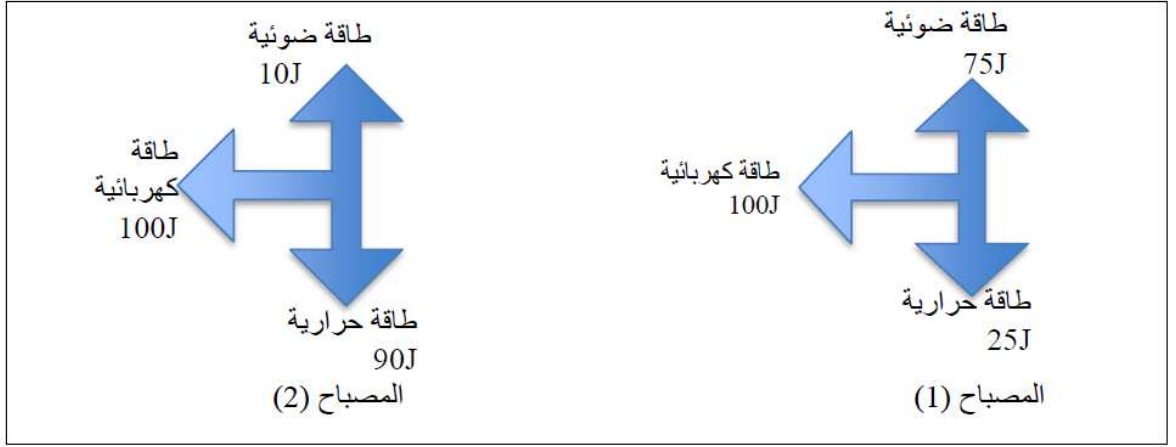 طاقة ضوئية
75J
طاقة كهربائية
100J
طاقة حرارية
25J
المصباح (1)
طاقة ضوئية
10J
طاقة
كهربائية
100J
طاقة حرارية
90J
المصباح (2)